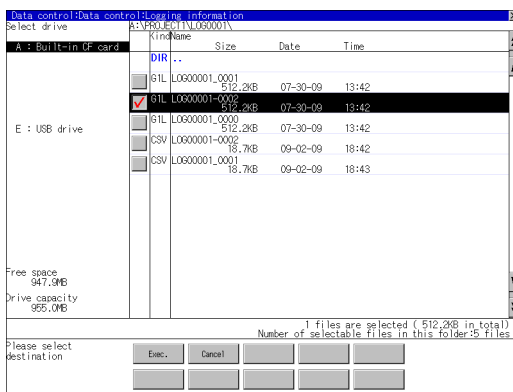 Data control:Data control:Logging information
Select drive
A:\PROJECT1\LOG0001\
A : Built-in CF card
E : USB drive
Kind Name
Size Date Time
DIR ..
G1L LOG00001_0001
512.2KB 07-30-09 13:42
G1L LOG00001-0002
512.2KB 07-30-09 13:42
G1L LOG00001_0000
512.2KB 07-30-09 13:42
CSV LOG00001-0002
18.7KB 09-02-09 18:42
CSV LOG00001_0001
18.7KB 09-02-09 18:43
Free space
947.9MB
Drive capacity
955.0MB
1 files are selected ( 512.2KB in total)
Number of selectable files in this folder:5 files
Please select
destination
Exec.
Cancel